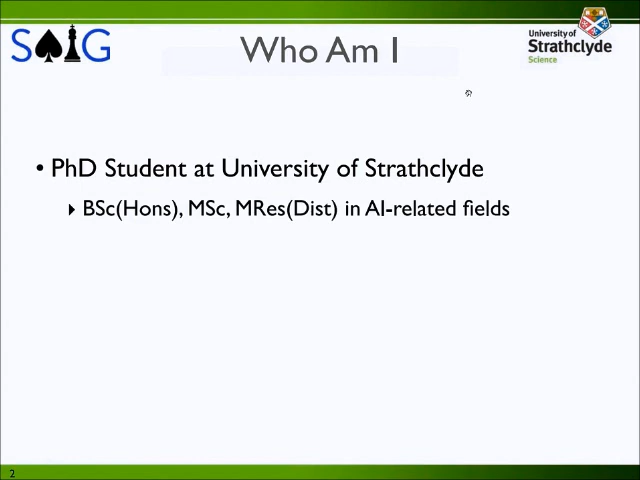 S G
Who Am I
University of
Strathclyde
Science
• PhD Student at University of Strathclyde
BSc(Hons), MSc, MRes(Dist) in AI-related fields
2